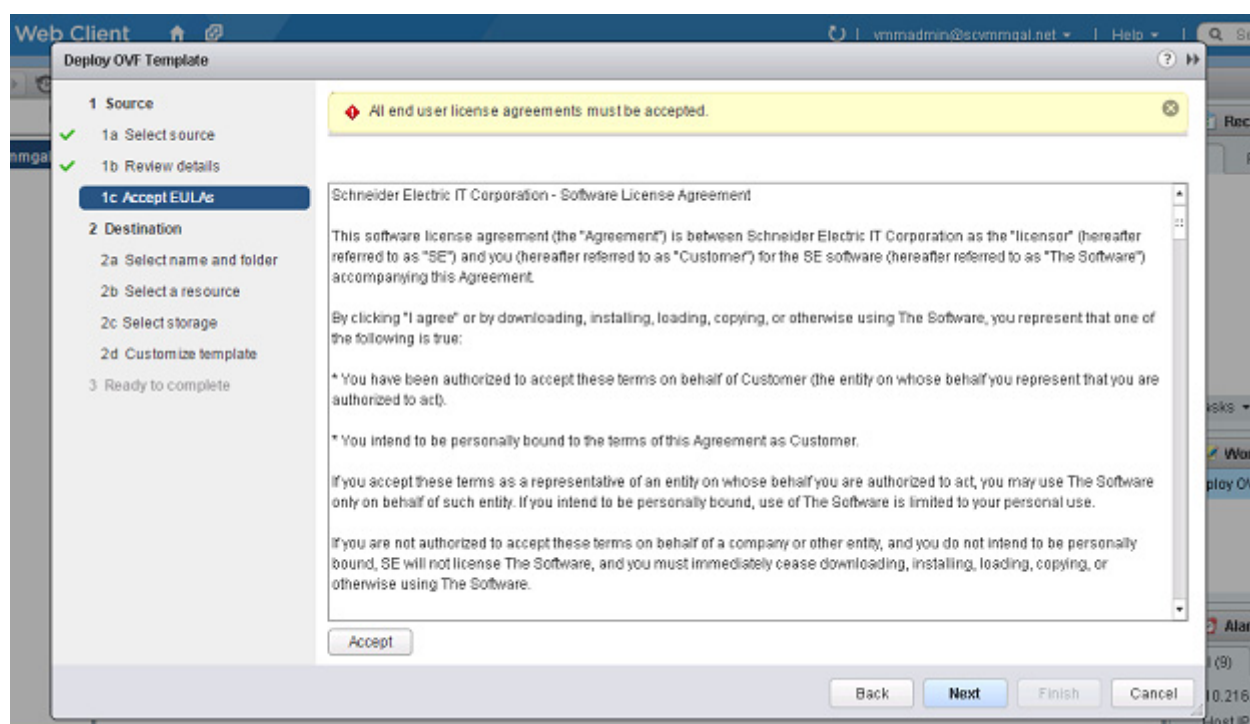 Web Client
vmmadmin@scvmmqal.net
Help
Deploy OVF Template
1 Source
1a Select source
1b Review details
1c Accept EULAs
2 Destination
2a Select name and folder
2b Select a resource
2c Select storage
2d Customize template
3 Ready to complete
All end user license agreements must be accepted.
Schneider Electric IT Corporation - Software License Agreement
This software license agreement (the "Agreement") is between Schneider Electric IT Corporation as the "licensor" (hereafter
referred to as "SE") and you (hereafter referred to as "Customer") for the SE software (hereafter referred to as "The Software")
accompanying this Agreement.
By clicking "I agree" or by downloading, installing, loading, copying, or otherwise using The Software, you represent that one of
the following is true:
* You have been authorized to accept these terms on behalf of Customer (the entity on whose behalf you represent that you are
authorized to act).
* You intend to be personally bound to the terms of this Agreement as Customer.
If you accept these terms as a representative of an entity on whose behalf you are authorized to act, you may use The Software
only on behalf of such entity. If you intend to be personally bound, use of The Software is limited to your personal use.
If you are not authorized to accept these terms on behalf of a company or other entity, and you do not intend to be personally
bound, SE will not license The Software, and you must immediately cease downloading, installing, loading, copying, or
otherwise using The Software.
Accept
Back
Next
Finish
Cancel
Rec
asks
Wor
ploy OV
Alar
l (9)
10.216